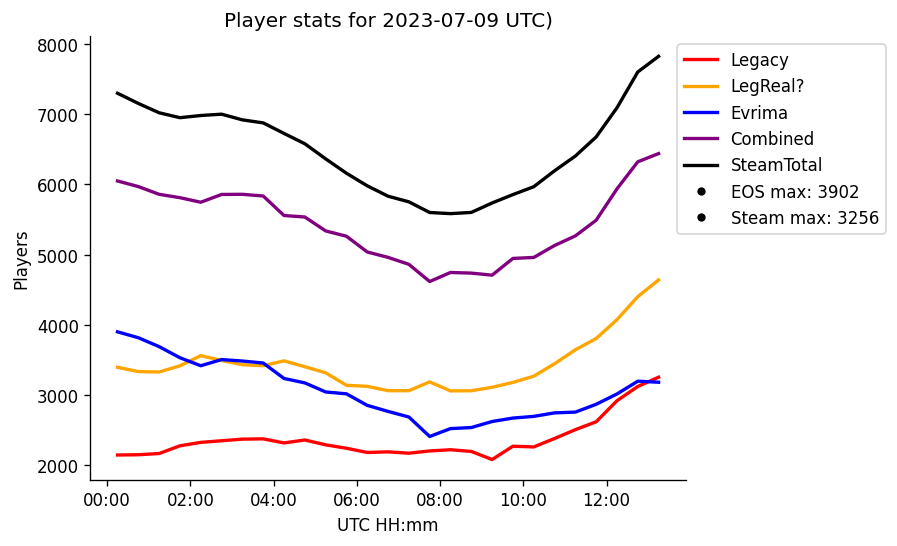 Player stats for 2023-07-09 UTC)
8000
7000
6000
5000
4000
3000
2000
Players
00:00 02:00 04:00 06:00 08:00 10:00 12:00
UTC HH:mm
Legacy
LegReal?
Evrima
Combined
SteamTotal
EOS max: 3902
Steam max: 3256